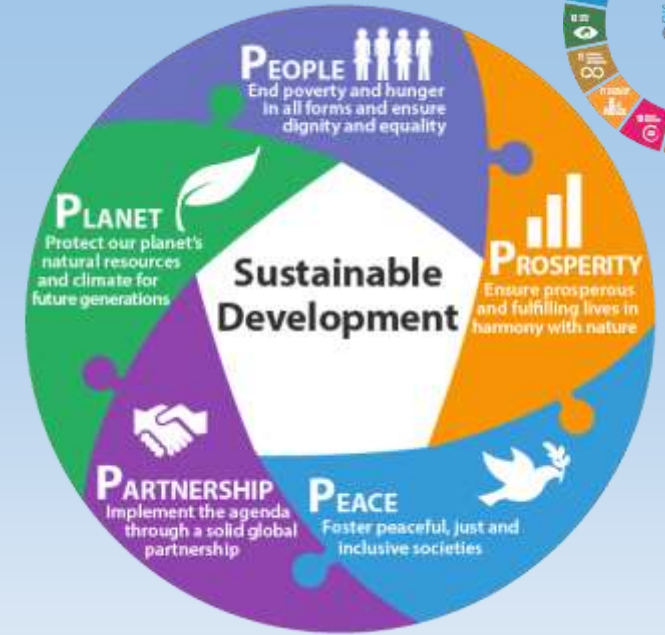 PEOPLE
End poverty and hunger
in all forms and ensure
dignity and equality
PROSPERITY
Ensure prosperous
and fulfilling lives in
harmony with nature
PEACE
Foster peaceful, just and
inclusive societies
PARTNERSHIP
Implement the agenda
through a solid global
partnership
PLANET
Protect our planet's
natural resources
and climate for
future generations
Sustainable
Development